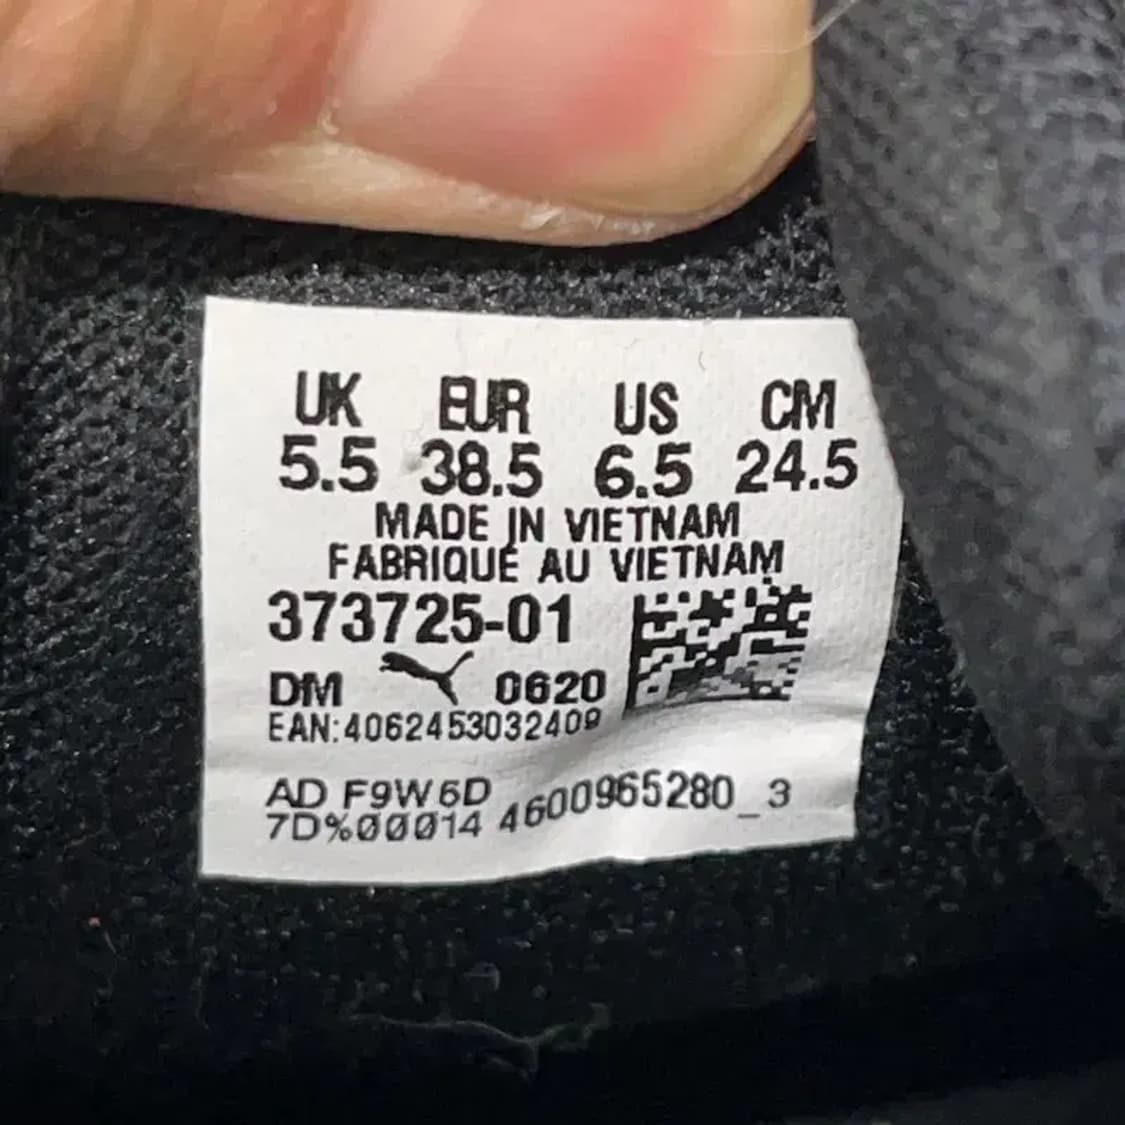 UK EUR US CM
5.5 38.5 6.5 24.5
MADE IN VIETNAM
FABRIQUÉ AU VIETNAM
373725-01
DM 0620
EAN:4062453032409
AD F9W6D
7D%00014 4600965280_3